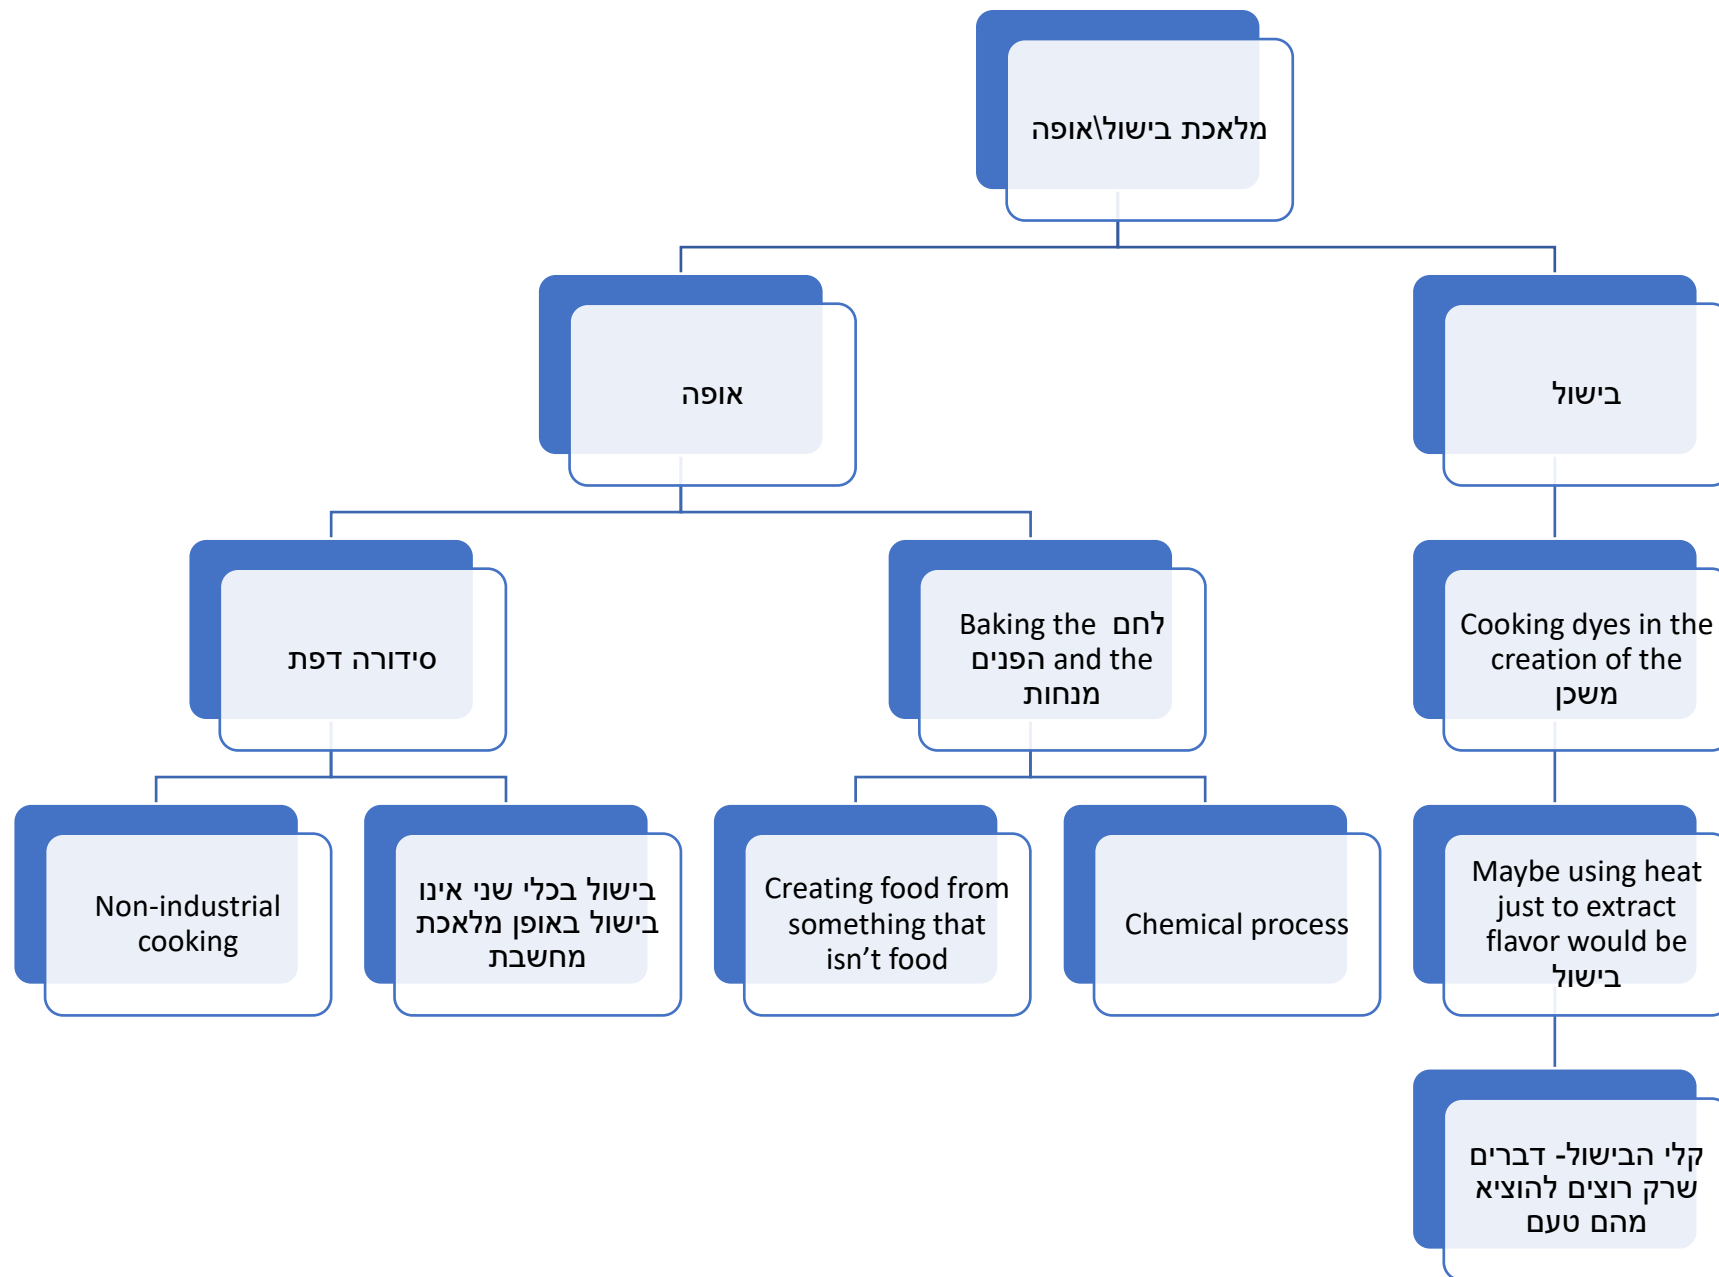 מלאכת בישול\אופה
אופה
בישול
סידורה דפת
Baking the לחם
הפנים and the
מנחות
Cooking dyes in the
creation of the
משכן
Non-industrial
cooking
בישול בכלי שני אינו
בישול באופן מלאכת
מחשבת
Creating food from
something that
isn’t food
Chemical process
Maybe using heat
just to extract
flavor would be
בישול
קלי הבישול- דברים
שרק רוצים להוציא
מהם טעם